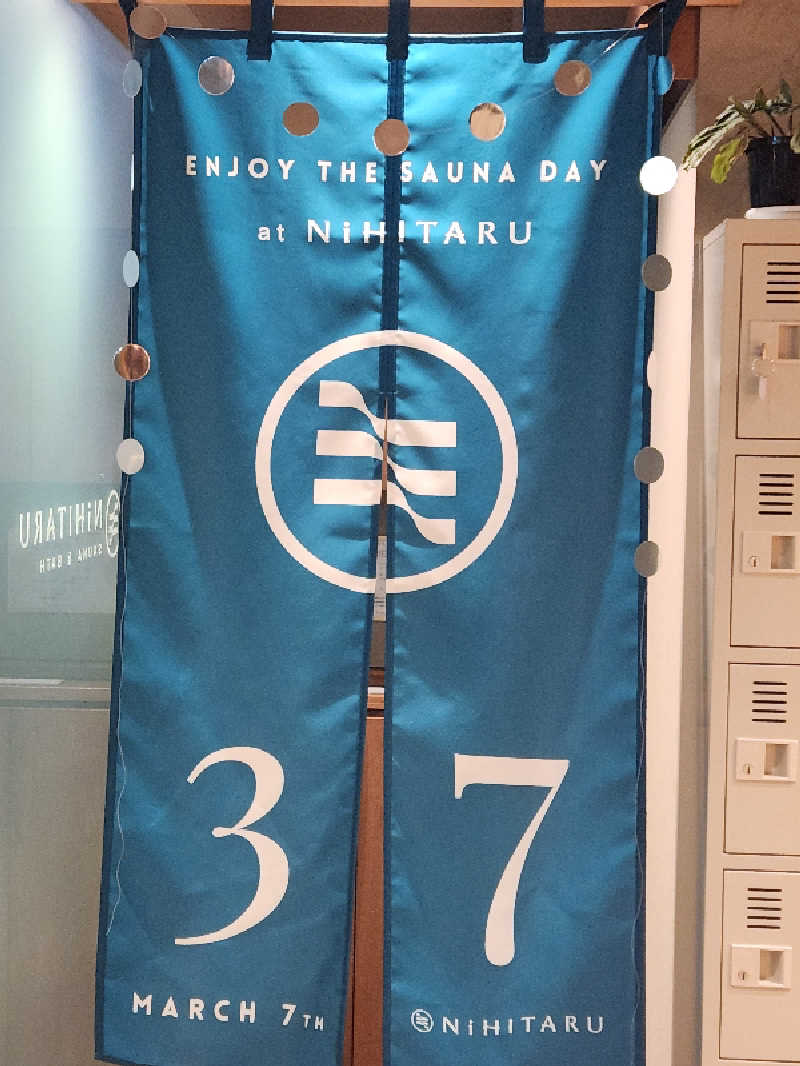 ENJOY THE SAUNA DAY
at NiHITARU
3 7
MARCH 7TH
NiHITARU
NiHITARU
SAUNA & BATH